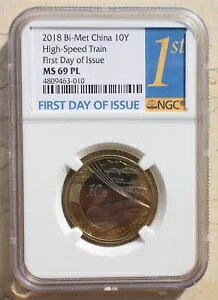 2018 Bi-Met China 10Y
High-Speed Train
First Day of Issue
MS 69 PL
4809463-010
1st
FIRST DAY OF ISSUE
NGC
10